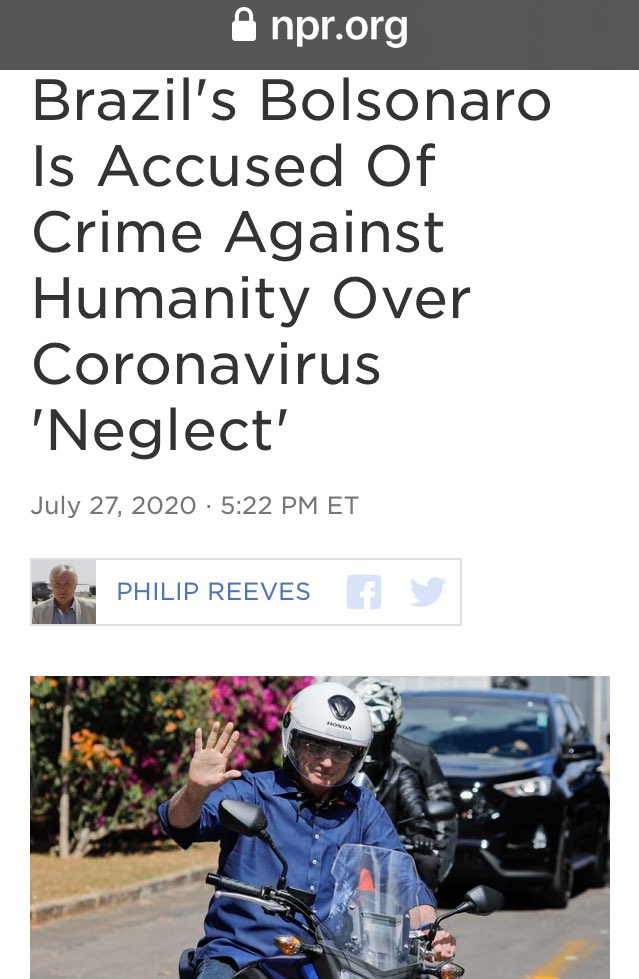 npr.org
Brazil's Bolsonaro
Is Accused Of
Crime Against
Humanity Over
Coronavirus
'Neglect'
July 27, 2020 · 5:22 PM ET
PHILIP REEVES
HONDA